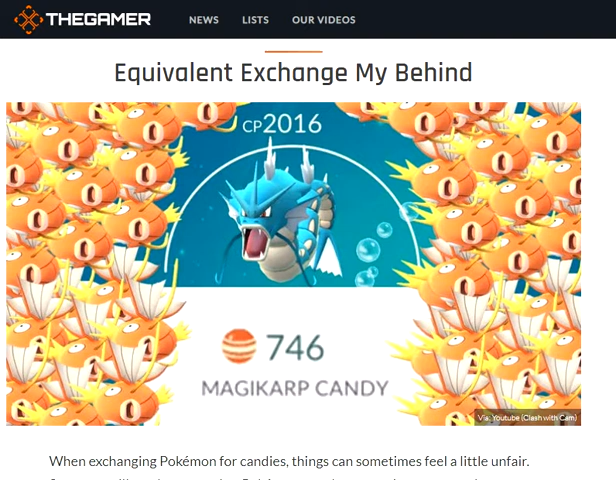 THEGAMER NEWS LISTS OUR VIDEOS
Equivalent Exchange My Behind
CP2016
746
MAGIKARP CANDY
Via: Youtube (Clash with Cam)
When exchanging Pokémon for candies, things can sometimes feel a little unfair.